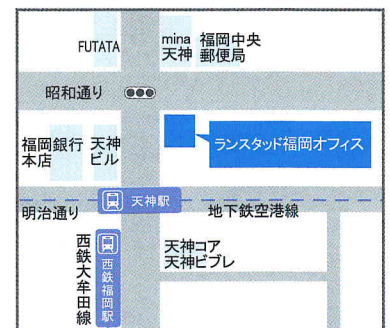 FUTATA
mina
天神
福岡中央
郵便局
昭和通り
福岡銀行
本店
天神
ビル
ランスタッド福岡オフィス
天神駅
明治通り
地下鉄空港線
西鉄大牟田線
西鉄福岡駅
天神コア
天神ビブレ